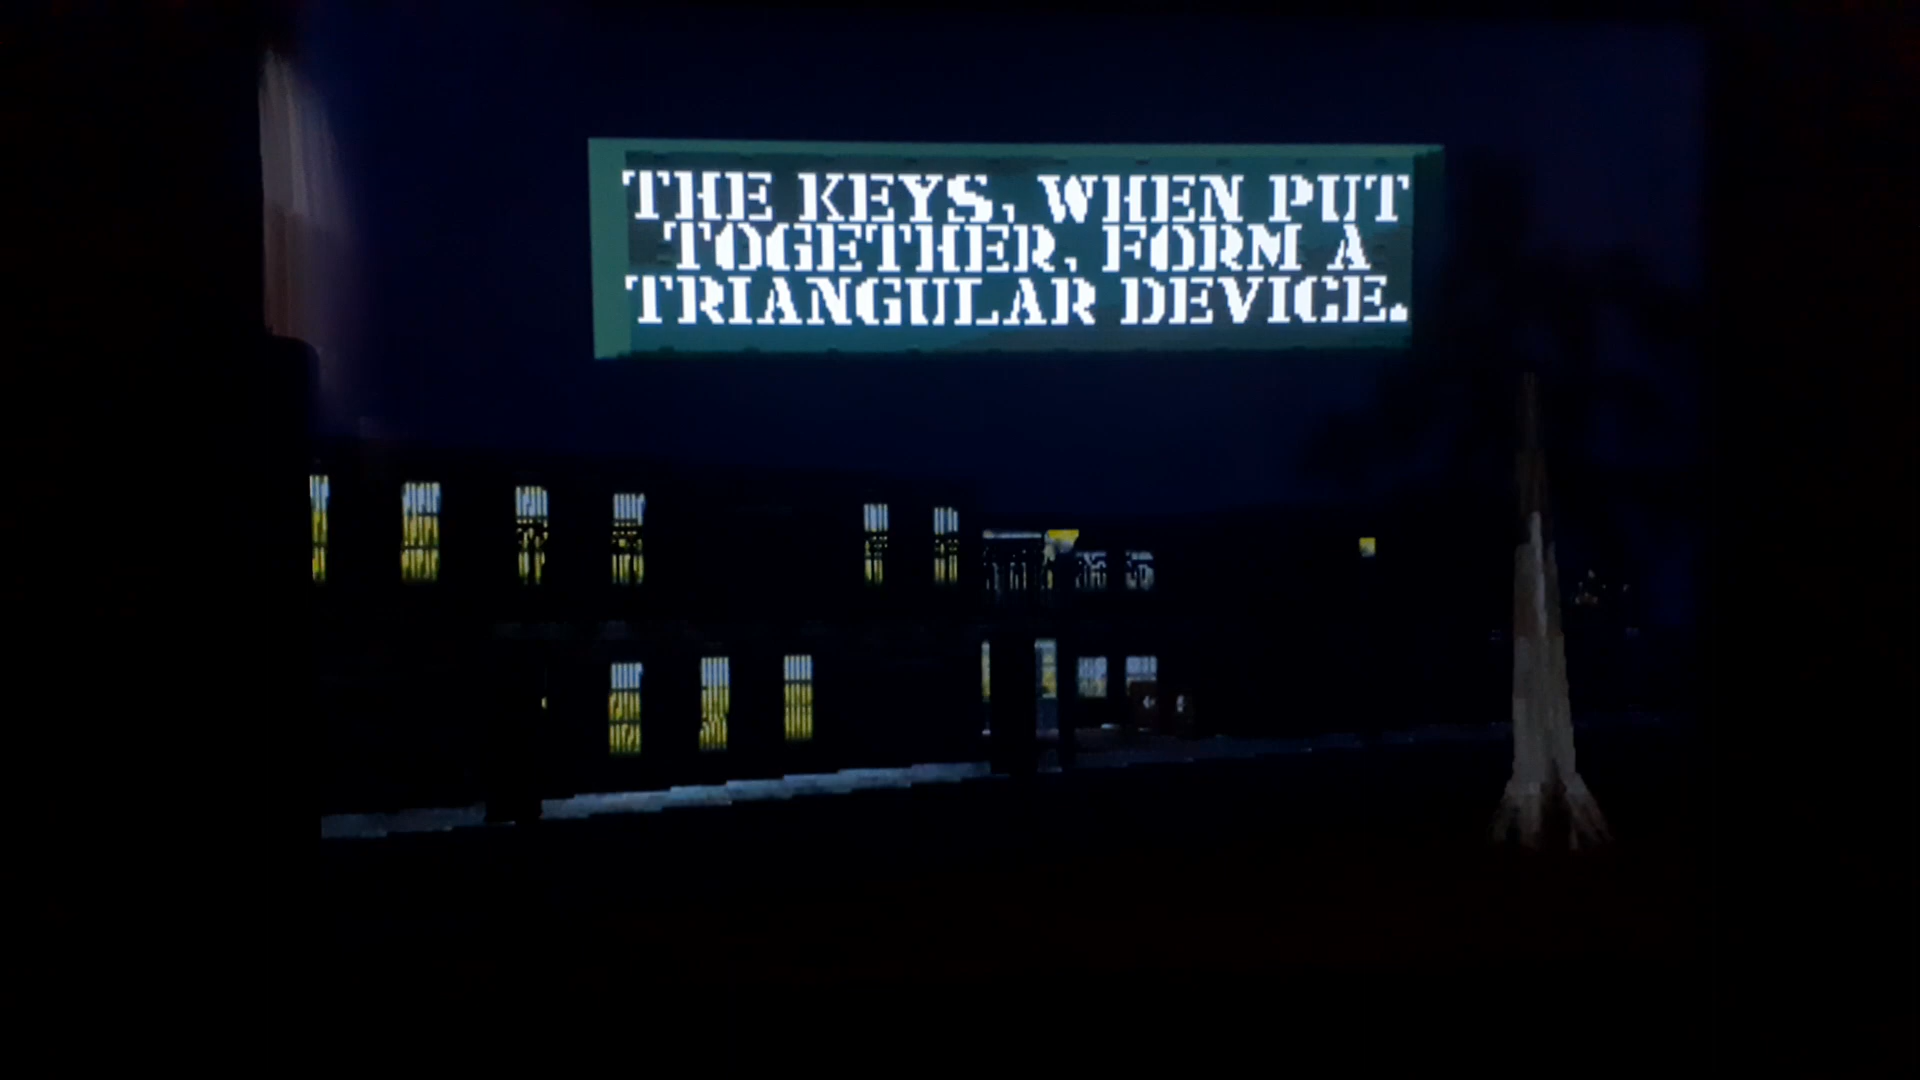 THE KEYS, WHEN PUT
TOGETHER, FORM A
TRIANGULAR DEVICE.